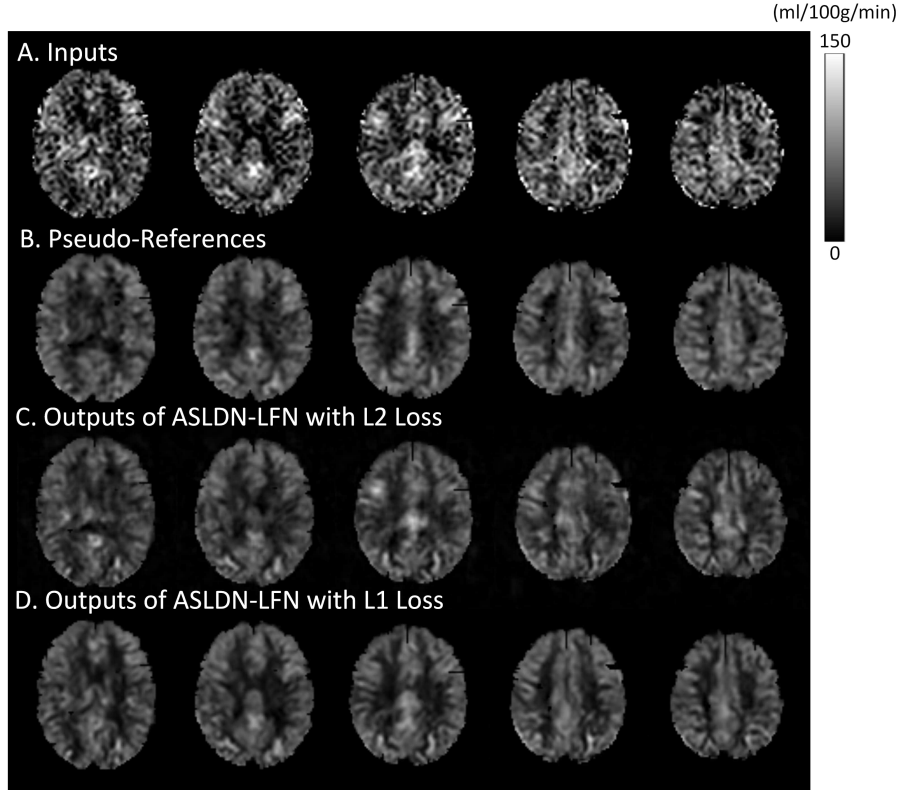 (ml/100g/min)
150
A. Inputs
0
B. Pseudo-References
C. Outputs of ASLDN-LFN with L2 Loss
D. Outputs of ASLDN-LFN with L1 Loss